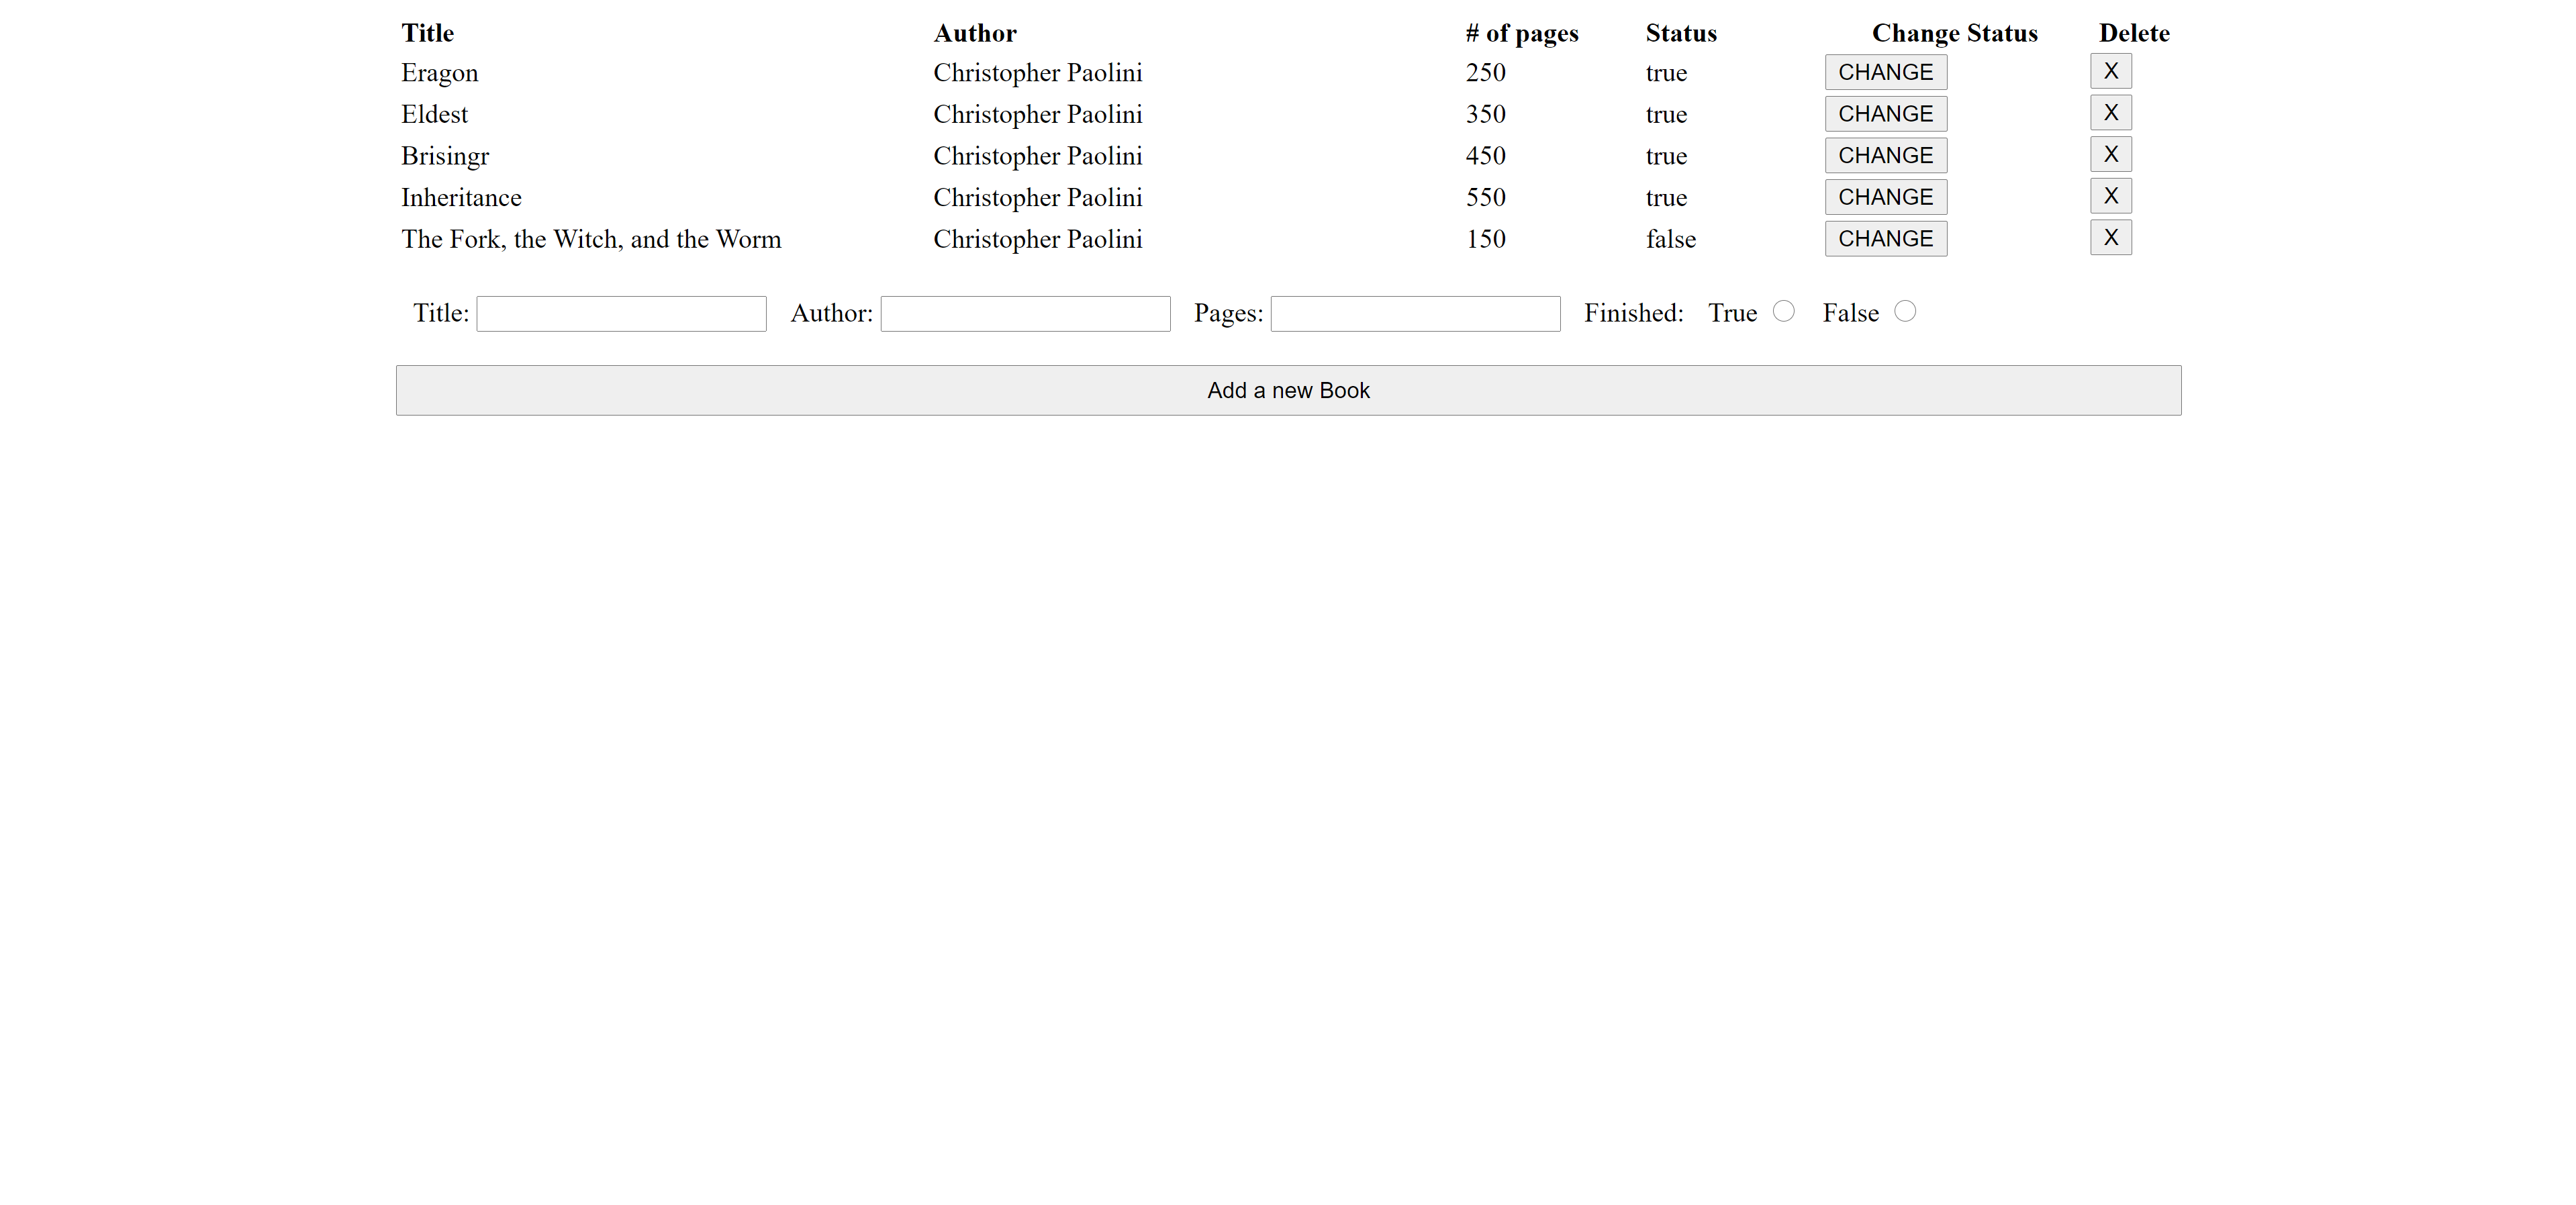 Title Author # of pages Status Change Status Delete
Eragon Christopher Paolini 250 true CHANGE X
Eldest Christopher Paolini 350 true CHANGE X
Brisingr Christopher Paolini 450 true CHANGE X
Inheritance Christopher Paolini 550 true CHANGE X
The Fork, the Witch, and the Worm Christopher Paolini 150 false CHANGE X
Title: Author: Pages: Finished: True False
Add a new Book